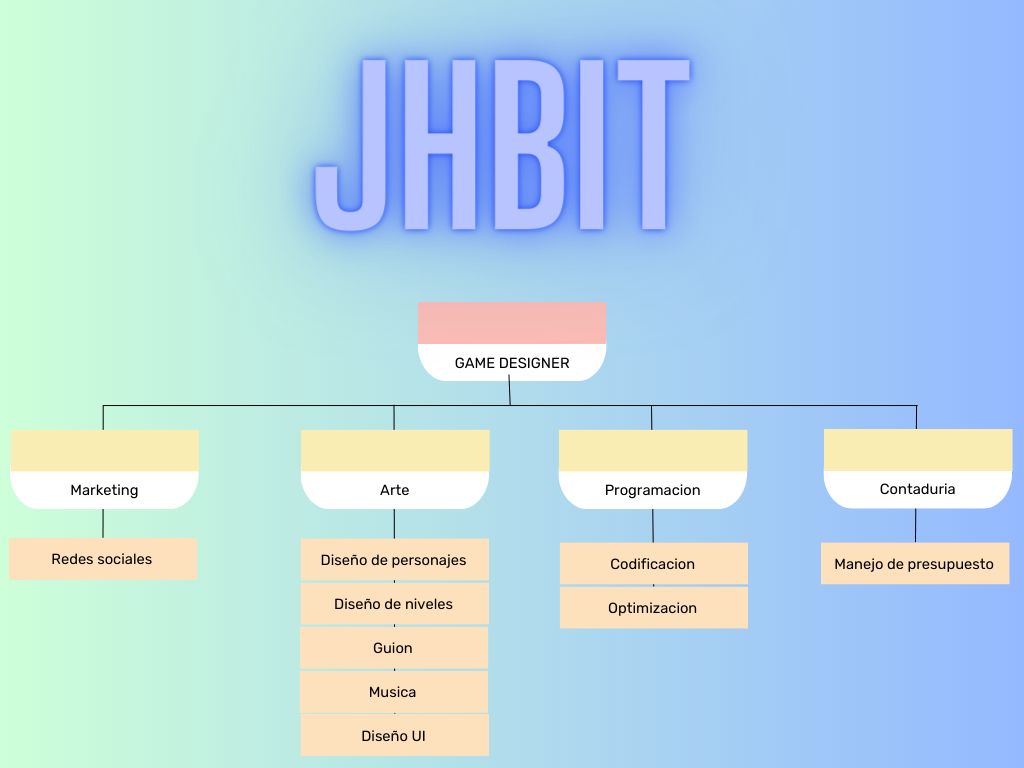 JHBIT
GAME DESIGNER
Marketing
Arte
Programacion
Contaduria
Redes sociales
Diseño de personajes
Diseño de niveles
Guion
Musica
Diseño UI
Codificacion
Optimizacion
Manejo de presupuesto